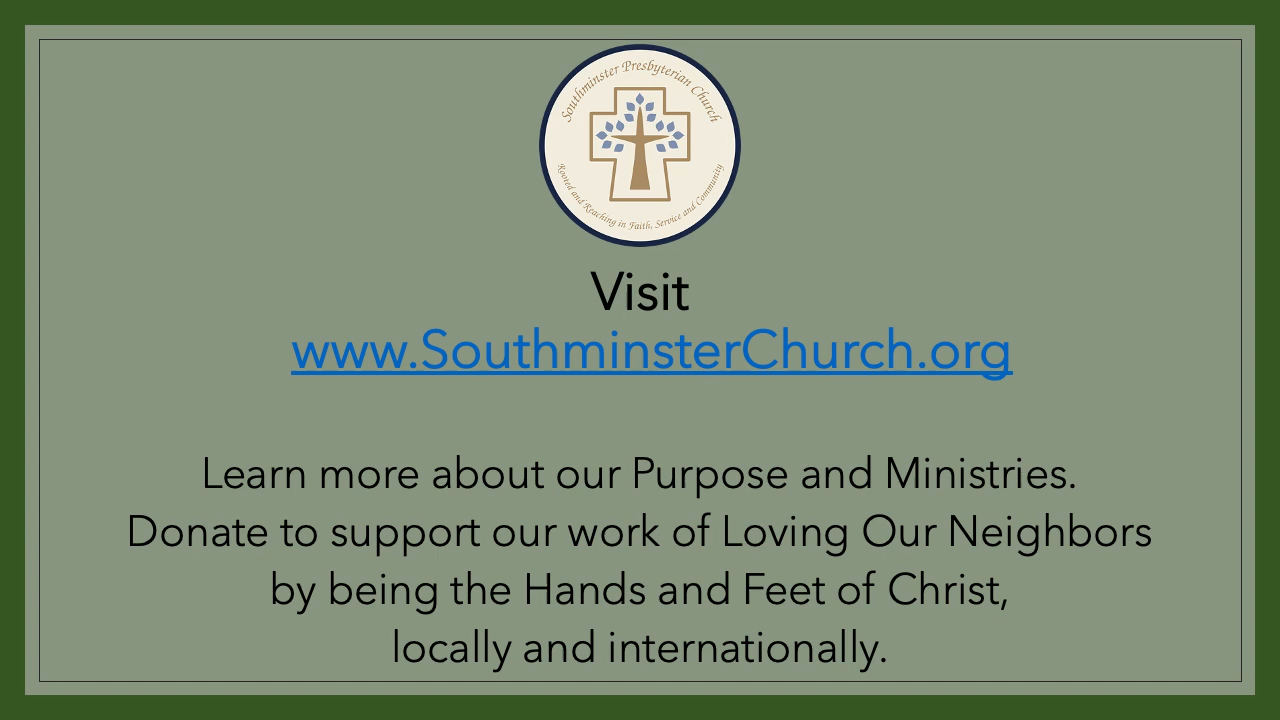 Southminster Presbyterian Church
Rooted and Reaching in Faith, Service and Community
Visit
www.SouthminsterChurch.org
Learn more about our Purpose and Ministries.
Donate to support our work of Loving Our Neighbors
by being the Hands and Feet of Christ,
locally and internationally.